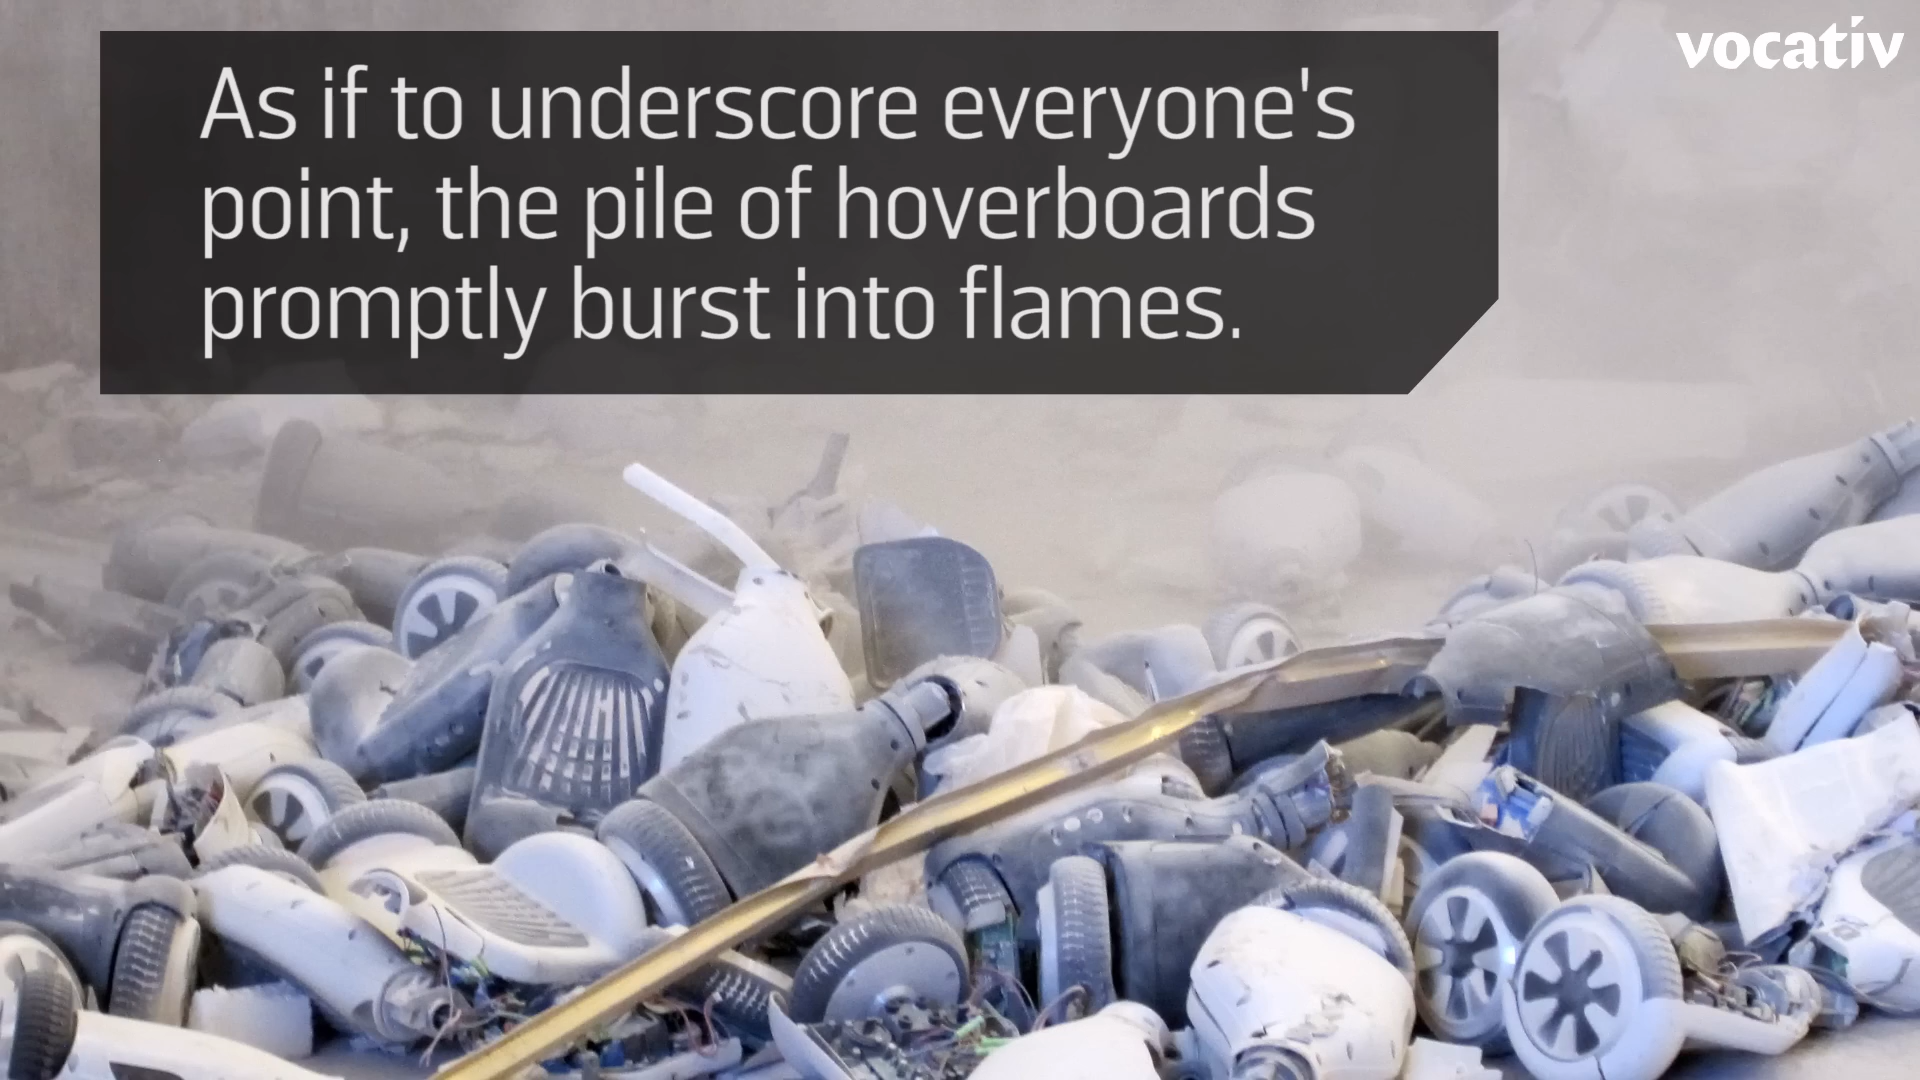 vocativ
As if to underscore everyone's
point, the pile of hoverboards
promptly burst into flames.